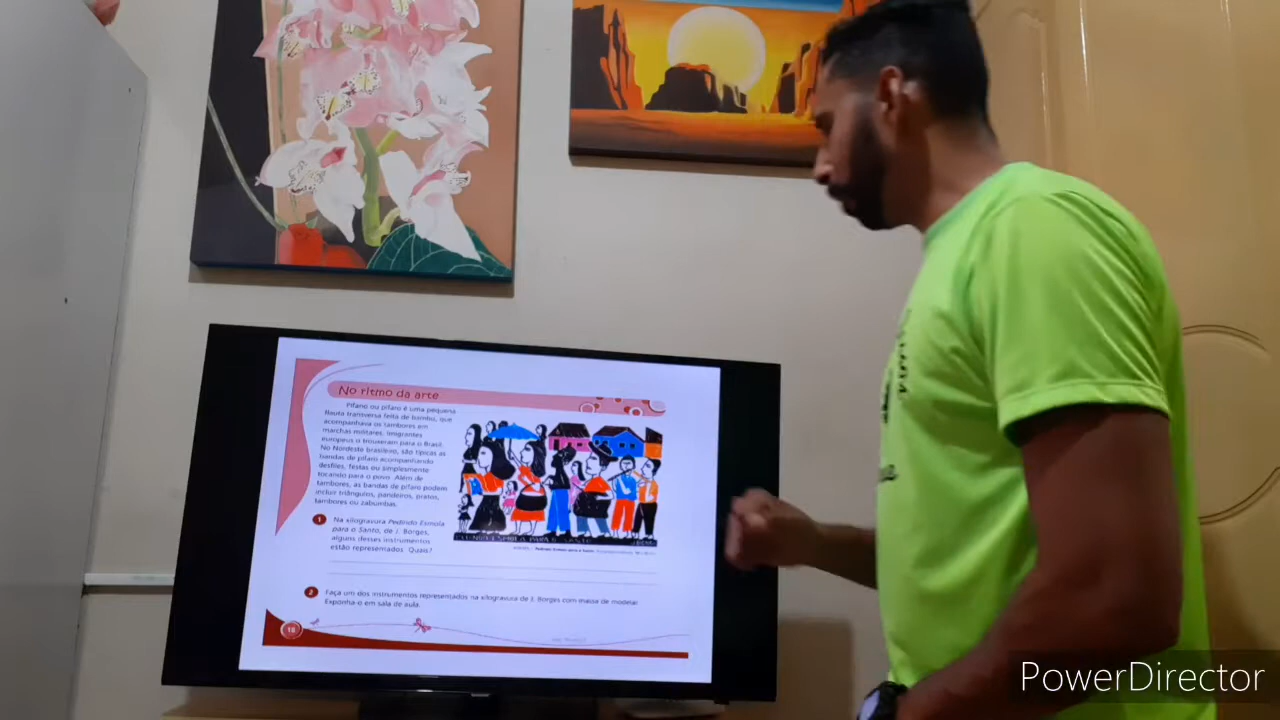 No ritmo da arte
Pífano ou pífaro é uma pequena
flauta transversa feita de bambu, que
acompanhava os tambores em
marchas militares. Imigrantes
europeus o trouxeram para o Brasil.
No Nordeste brasileiro, são típicas as
bandas de pífaro acompanhando
desfiles, festas ou simplesmente
tocando para o povo. Além de
tambores, as bandas de pífaro podem
incluir triângulos, pandeiros, pratos,
tambores ou zabumbas.
1 Na xilogravura Pedindo Esmola
para o Santo, de J. Borges,
alguns desses instrumentos
estão representados. Quais?
2 Faça um dos instrumentos representados na xilogravura de J. Borges com massa de modelar.
Exponha-o em sala de aula.
18
PowerDirector